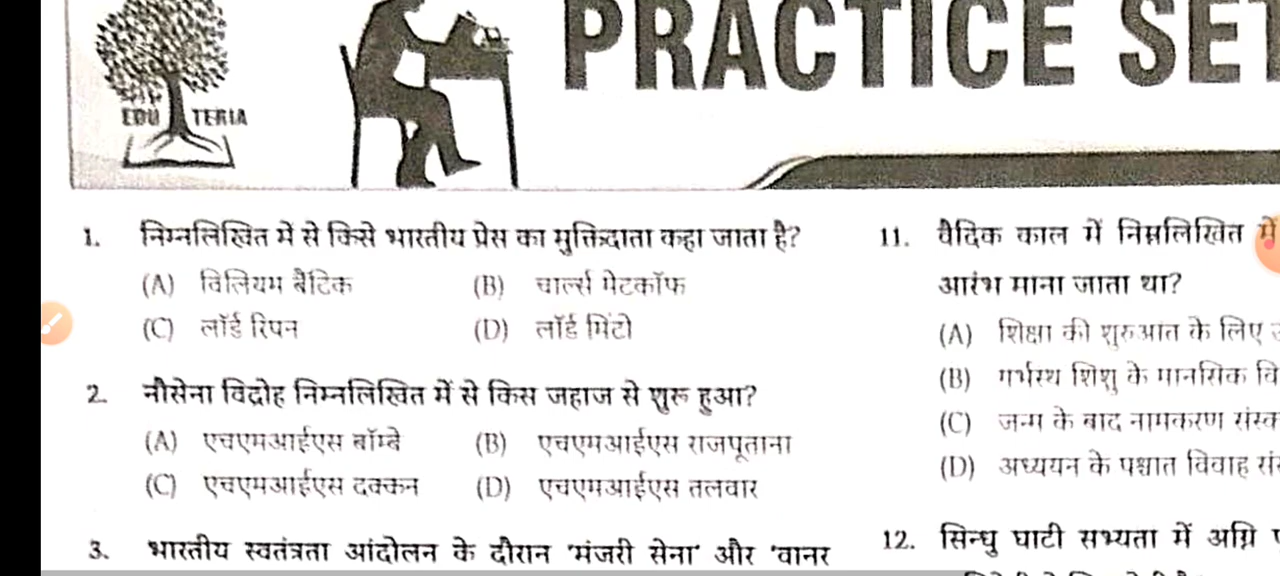 EDU TERIA
PRACTICE SET
1. निम्नलिखित में से किसे भारतीय प्रेस का मुक्तिदाता कहा जाता है?
(A) विलियम बैंटिक (B) चार्ल्स मेटकॉफ
(C) लॉर्ड रिपन (D) लॉर्ड मिंटो
2. नौसेना विद्रोह निम्नलिखित में से किस जहाज से शुरू हुआ?
(A) एचएमआईएस बॉम्बे (B) एचएमआईएस राजपूताना
(C) एचएमआईएस दक्कन (D) एचएमआईएस तलवार
3. भारतीय स्वतंत्रता आंदोलन के दौरान 'मंजरी सेना' और 'वानर
11. वैदिक काल में निम्नलिखित में
आरंभ माना जाता था?
(A) शिक्षा की शुरुआत के लिए
(B) गर्भस्थ शिशु के मानसिक
(C) जन्म के बाद नामकरण
(D) अध्ययन के पश्चात विवाह
12. सिन्धु घाटी सभ्यता में अग्नि